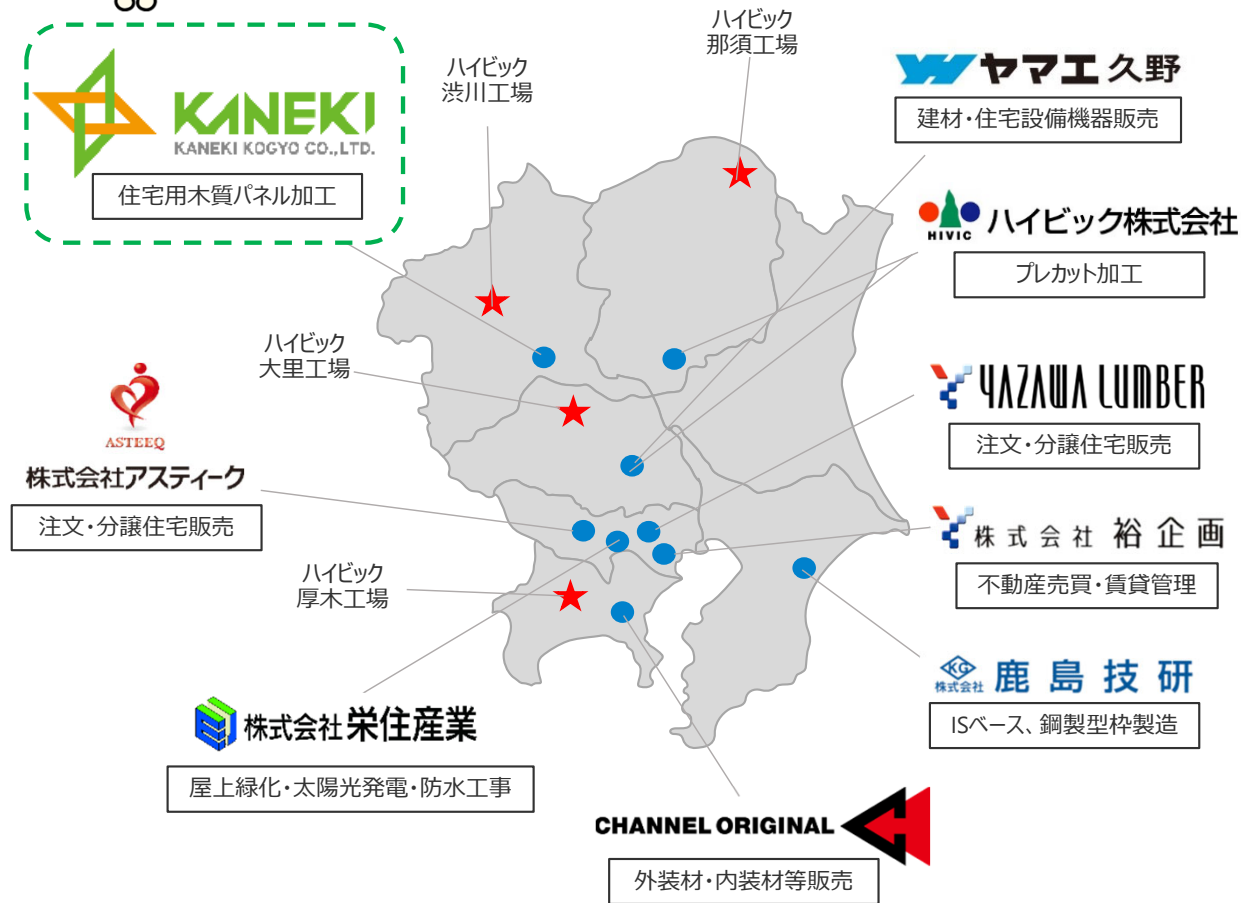 ハイビック
那須工場
ハイビック
渋川工場
KANEKI
KANEKI KOGYO CO.,LTD.
住宅用木質パネル加工
ヤマエ久野
建材・住宅設備機器販売
HIVIC ハイビック株式会社
プレカット加工
ハイビック
大里工場
YAZAWA LUMBER
注文・分譲住宅販売
ASTEEQ
株式会社アスティーク
注文・分譲住宅販売
株式会社 裕企画
不動産売買・賃貸管理
ハイビック
厚木工場
KG
株式会社 鹿島技研
ISベース、鋼製型枠製造
株式会社 栄住産業
屋上緑化・太陽光発電・防水工事
CHANNEL ORIGINAL
外装材・内装材等販売